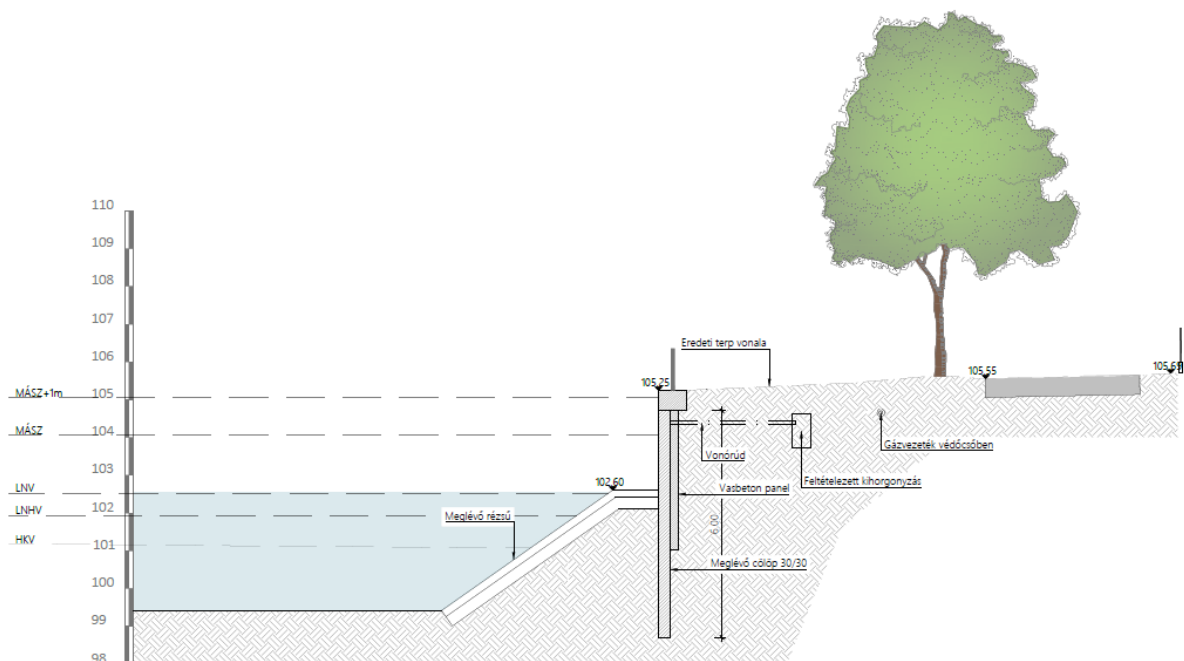 110
109
108
107
106
105
104
103
102
101
100
99
98
MÁSZ+1m
MÁSZ
LNV
LNHV
HKV
Eredeti terp vonala
105,25
105,55
105,65
Vonórúd
Gázvezeték védőcsőben
Feltételezett kihorgonyzás
Vasbeton panel
102,60
Meglévő rézsű
6.00
Meglévő cölöp 30/30